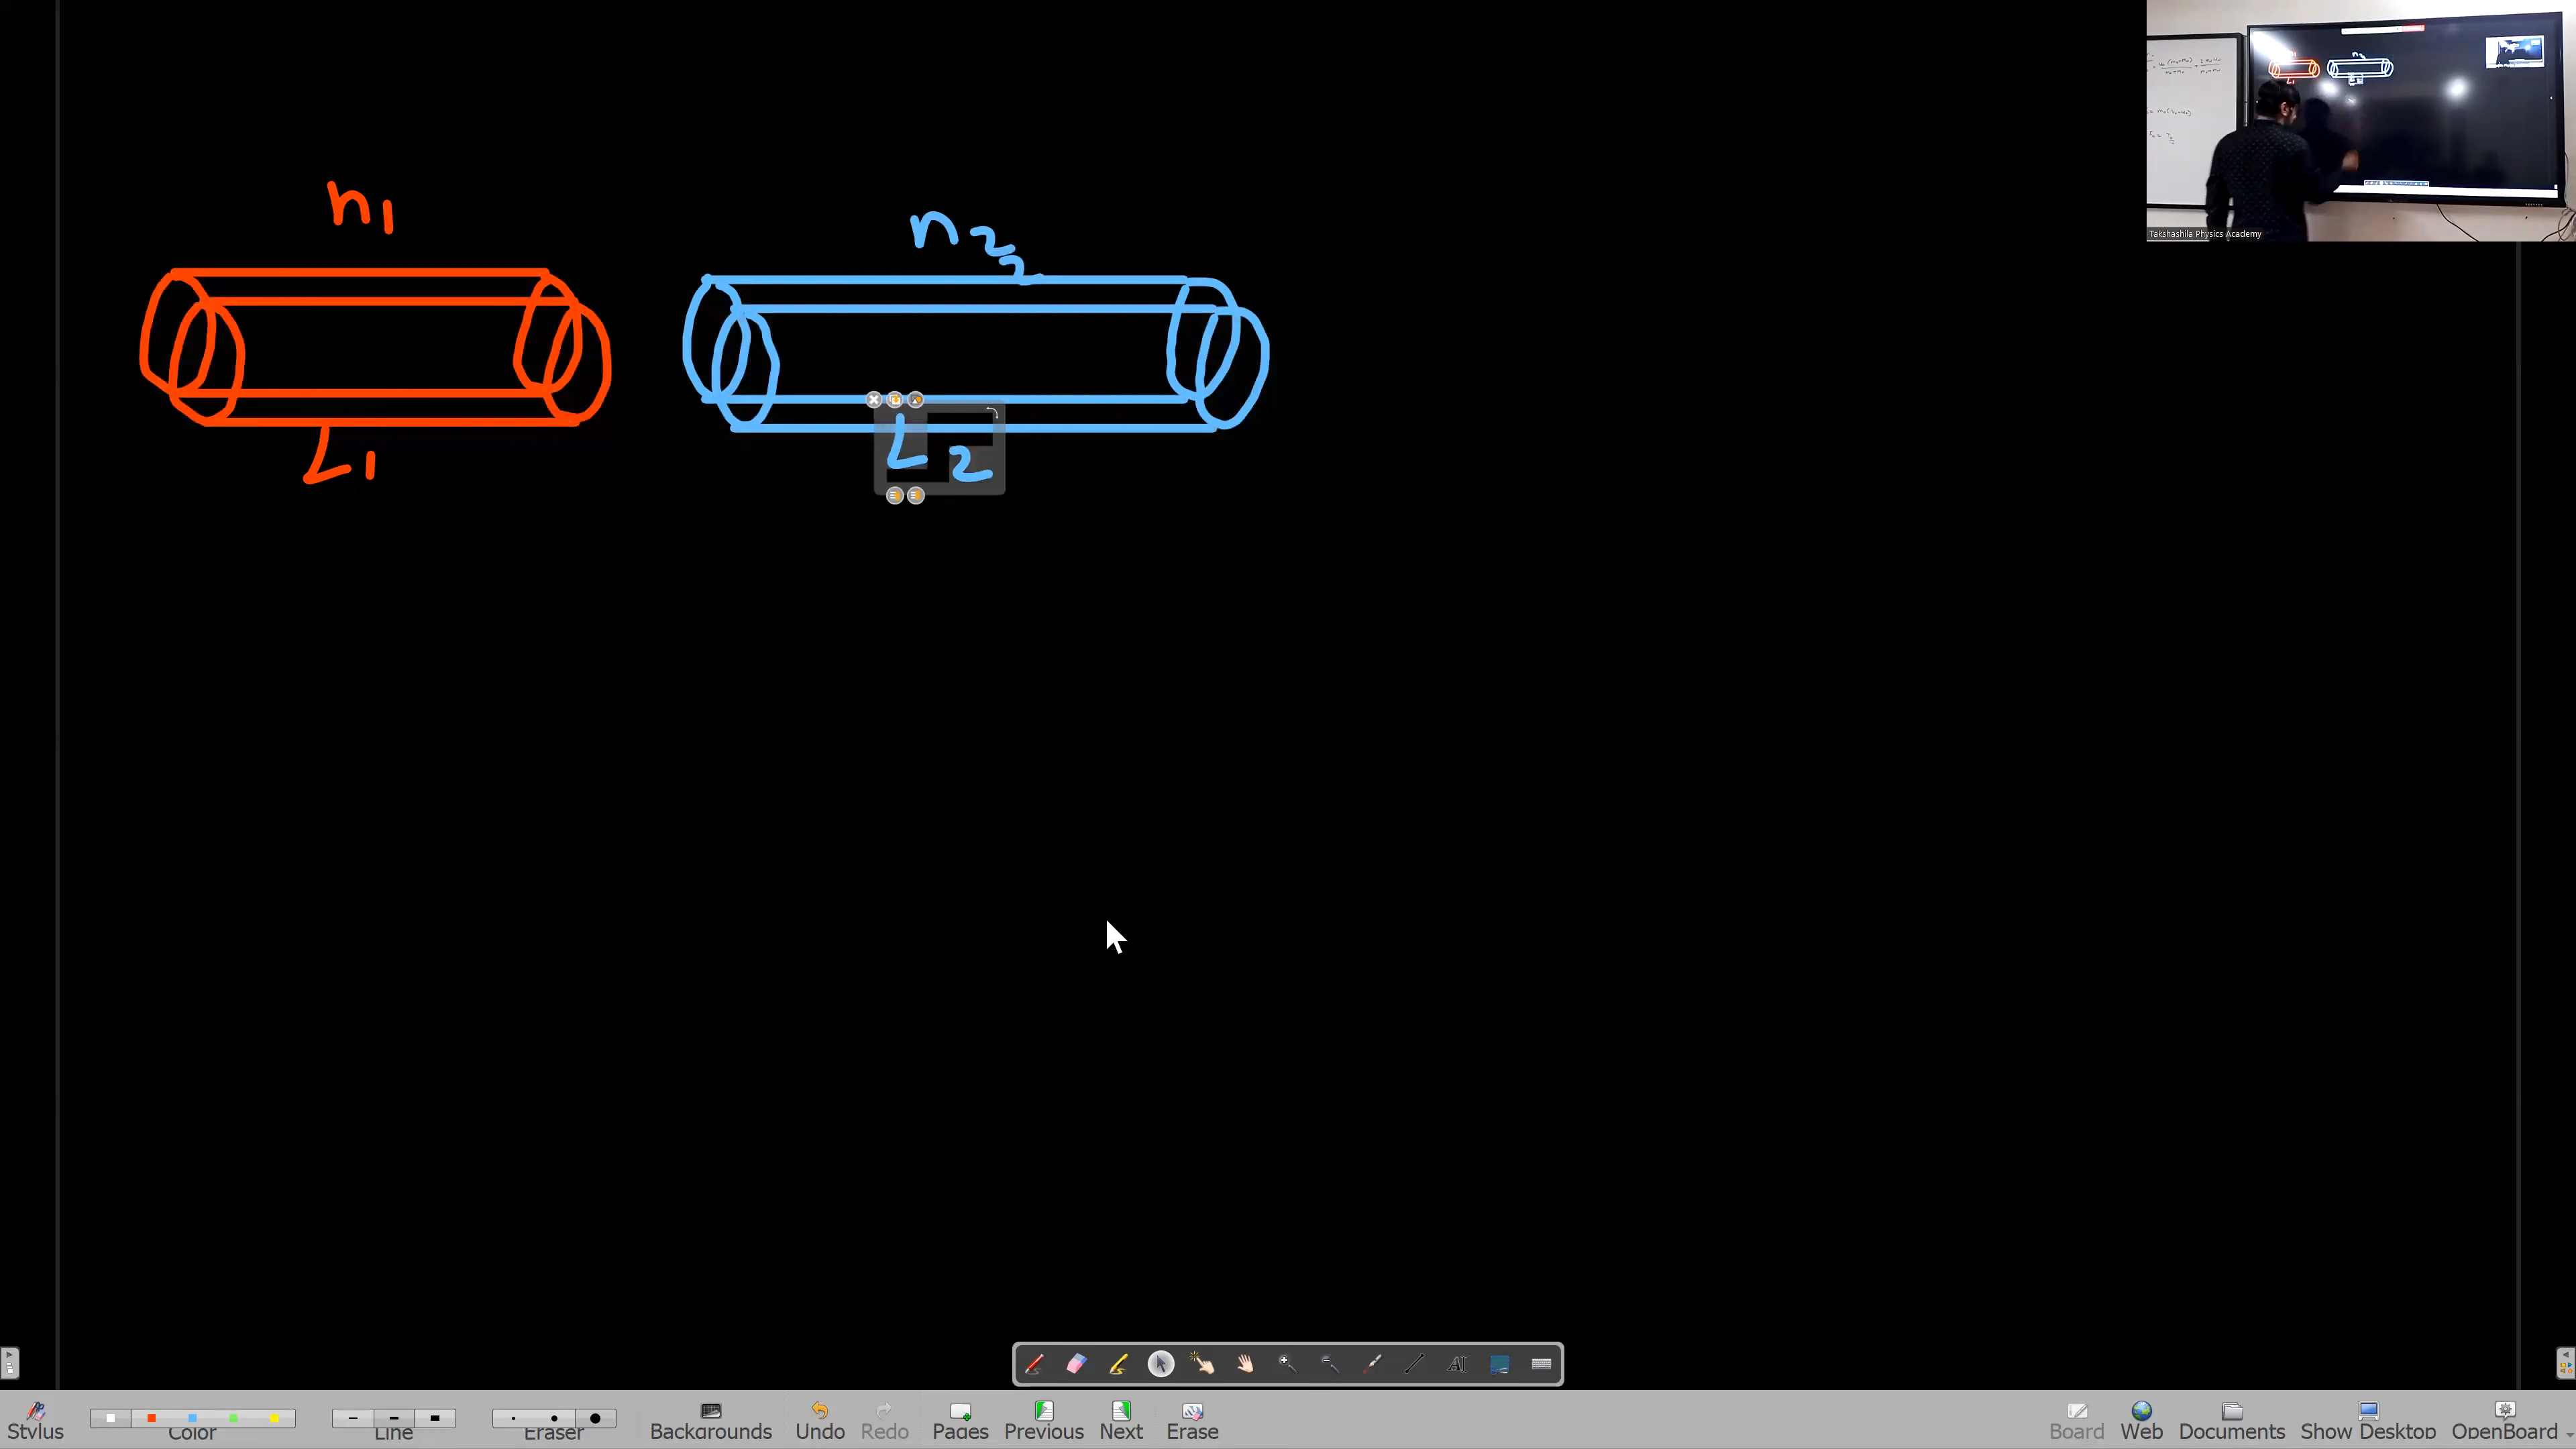 Takshashila Physics Academy
n1
n2
2
L1
L2
Stylus
Color
Line
Eraser
Backgrounds
Undo
Redo
Pages
Previous
Next
Erase
Board
Web
Documents
Show Desktop
OpenBoard